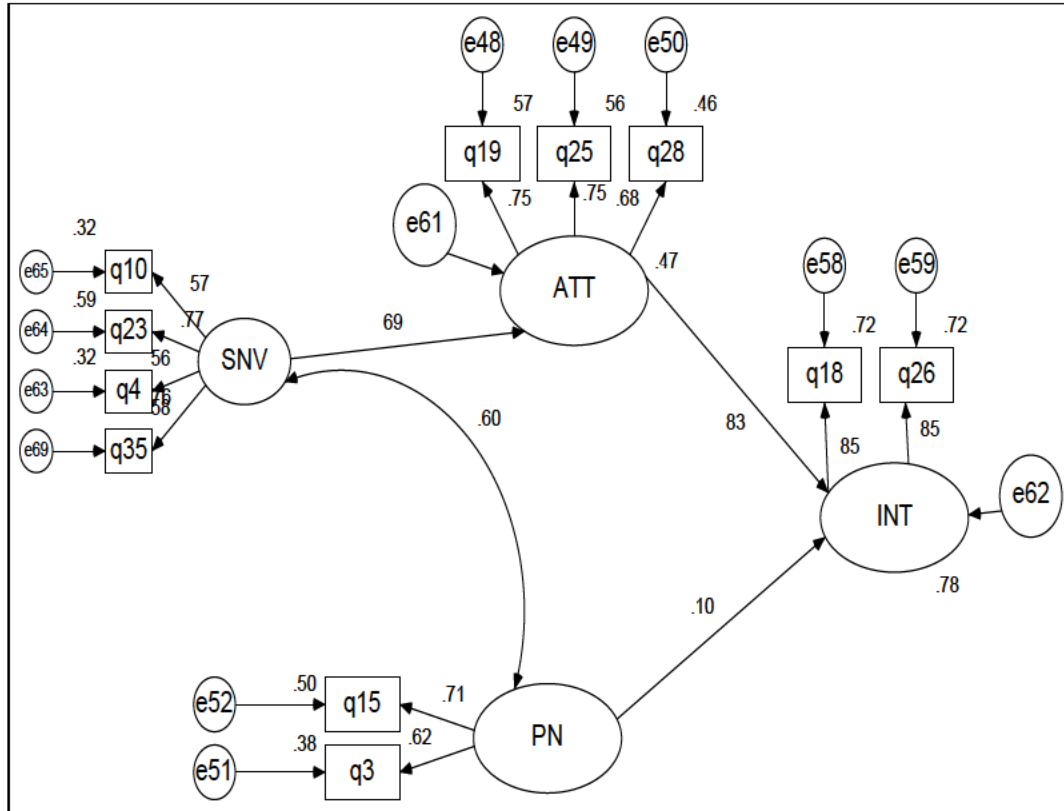 e48 e49 e50
57 56 .46
q19 q25 q28
.75 .75 .68
e61
ATT
.47
.32
e65 q10
57
.59
e64 q23
.77
.32 56
e63 q4
.76
58
e69 q35
SNV
69
.60
83
e58 e59
.72 .72
q18 q26
85 85
INT
e62
.78
.10
e52 .50 q15 .71
PN
e51 .38 q3 .62